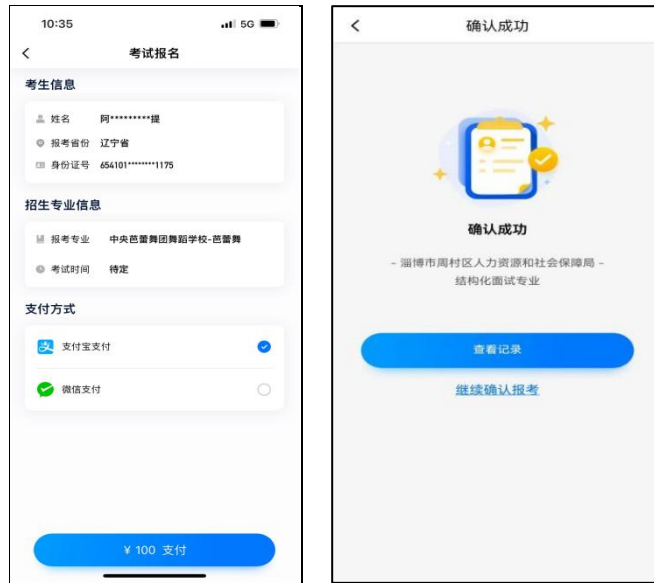 10:35
5G
考试报名
考生信息
姓名 阿*********提
报考省份 辽宁省
身份证号 654101********1175
招生专业信息
报考专业 中央芭蕾舞团舞蹈学校-芭蕾舞
考试时间 待定
支付方式
支付宝支付
微信支付
¥ 100 支付
确认成功
确认成功
- 淄博市周村区人力资源和社会保障局 -
结构化面试专业
查看记录
继续确认报考